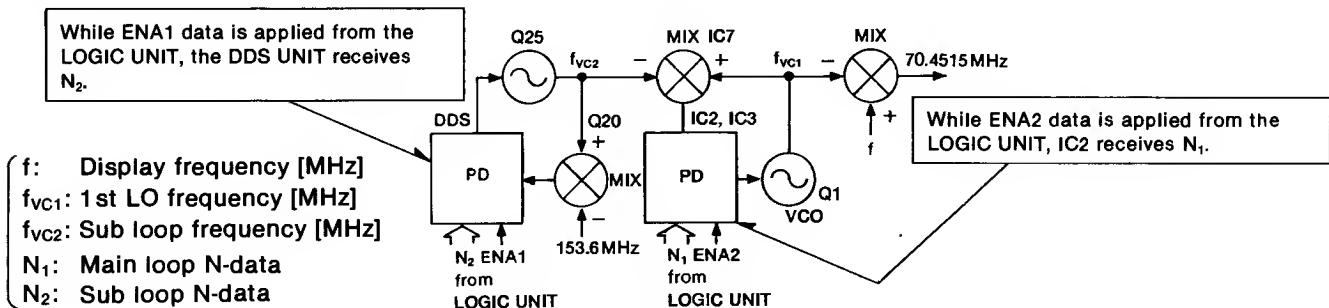 While ENA1 data is applied from the
LOGIC UNIT, the DDS UNIT receives
N₂.
Q25
fVC2
MIX IC7
fVC1
MIX
70.4515MHz
− + − +
f
DDS
Q20
+
IC2, IC3
While ENA2 data is applied from the
LOGIC UNIT, IC2 receives N₁.
PD
MIX
−
153.6MHz
PD
Q1
VCO
N₂ ENA1
from
LOGIC UNIT
N₁ ENA2
from
LOGIC UNIT
f: Display frequency [MHz]
fVC1: 1st LO frequency [MHz]
fVC2: Sub loop frequency [MHz]
N₁: Main loop N-data
N₂: Sub loop N-data